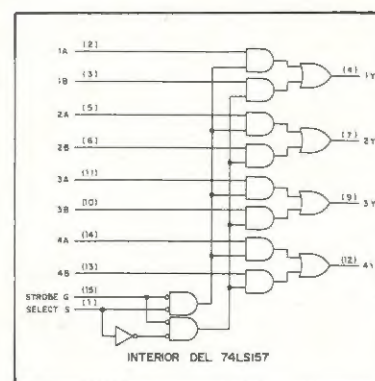 1A (2)
(4) 1Y
1B (3)
2A (5)
(7) 2Y
2B (6)
3A (11)
(9) 3Y
3B (10)
4A (14)
(12) 4Y
4B (13)
STROBE G (15)
SELECT S (1)
INTERIOR DEL 74LS157